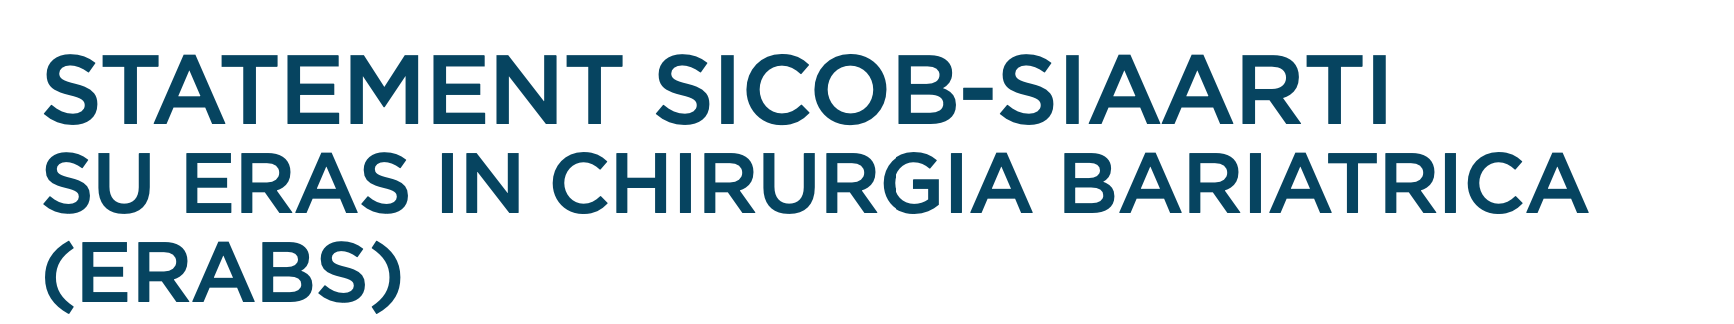 STATEMENT SICOB-SIAARTI
SU ERAS IN CHIRURGIA BARIATRICA
(ERABS)